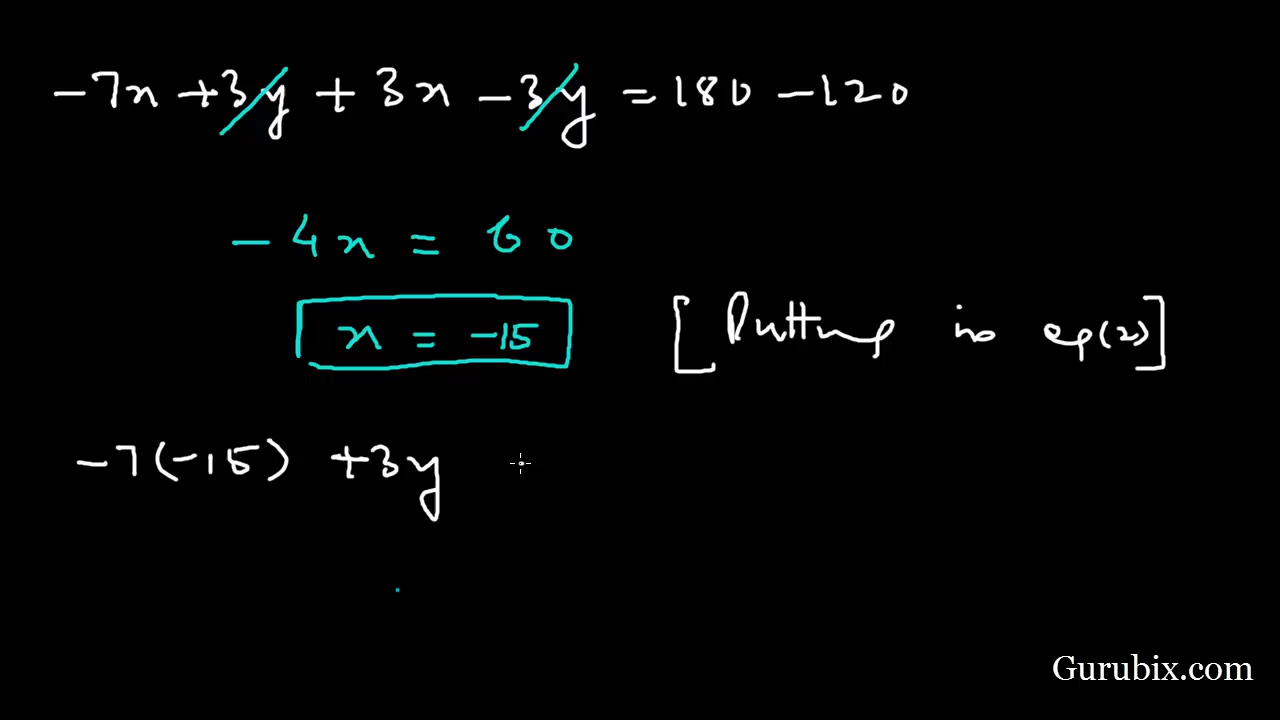 -7x +3y + 3x - 3y = 180 - 120
-4x = 60
x = -15 [Putting in eq(2)]
-7(-15) +3y
Gurubix.com